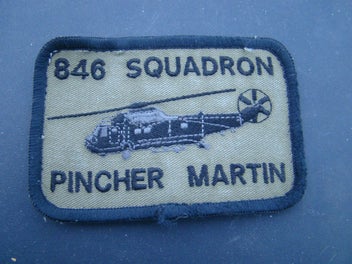 846 SQUADRON
PINCHER MARTIN